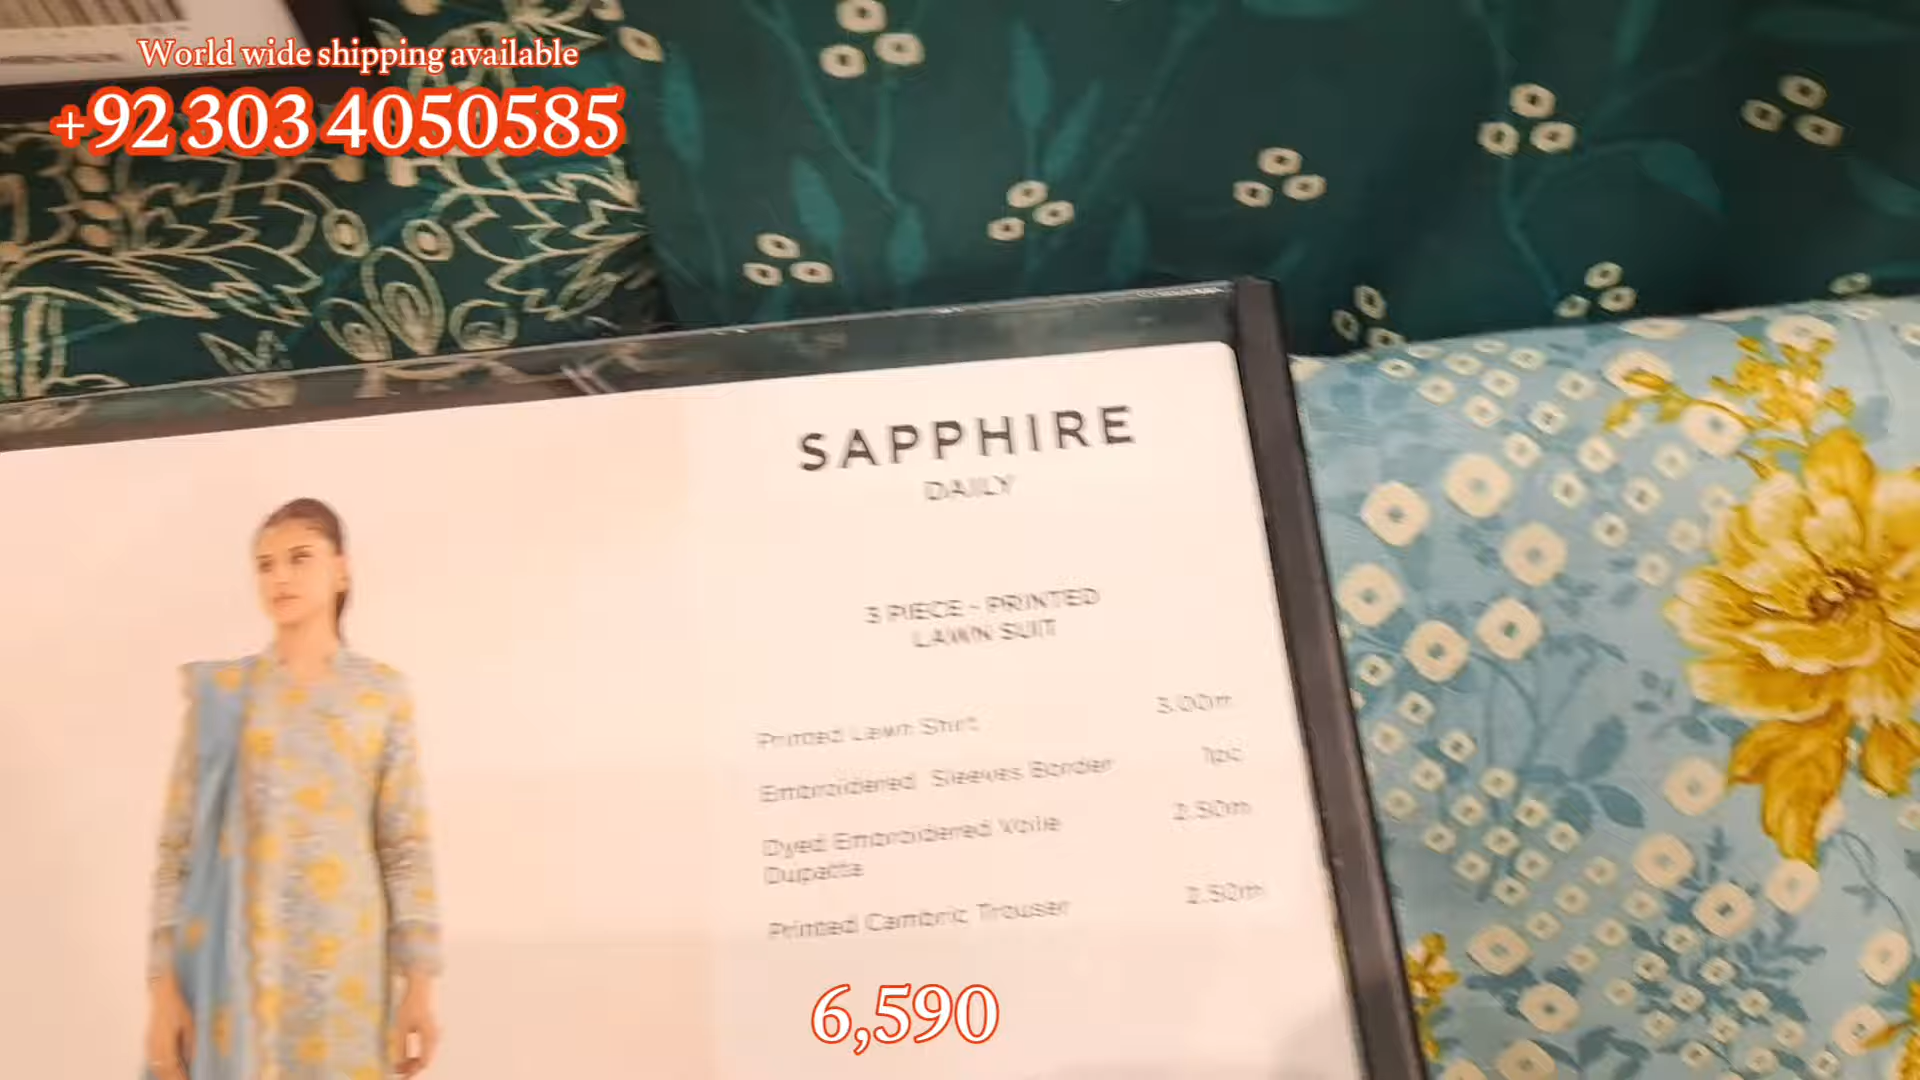 World wide shipping available
+92 303 4050585
SAPPHIRE
DAILY
3 PIECE - PRINTED
LAWN SUIT
Printed Lawn Shirt 3.00m
Embroidered Sleeves Border 1pc
Dyed Embroidered Voile 2.50m
Dupatta
Printed Cambric Trouser 2.50m
6,590